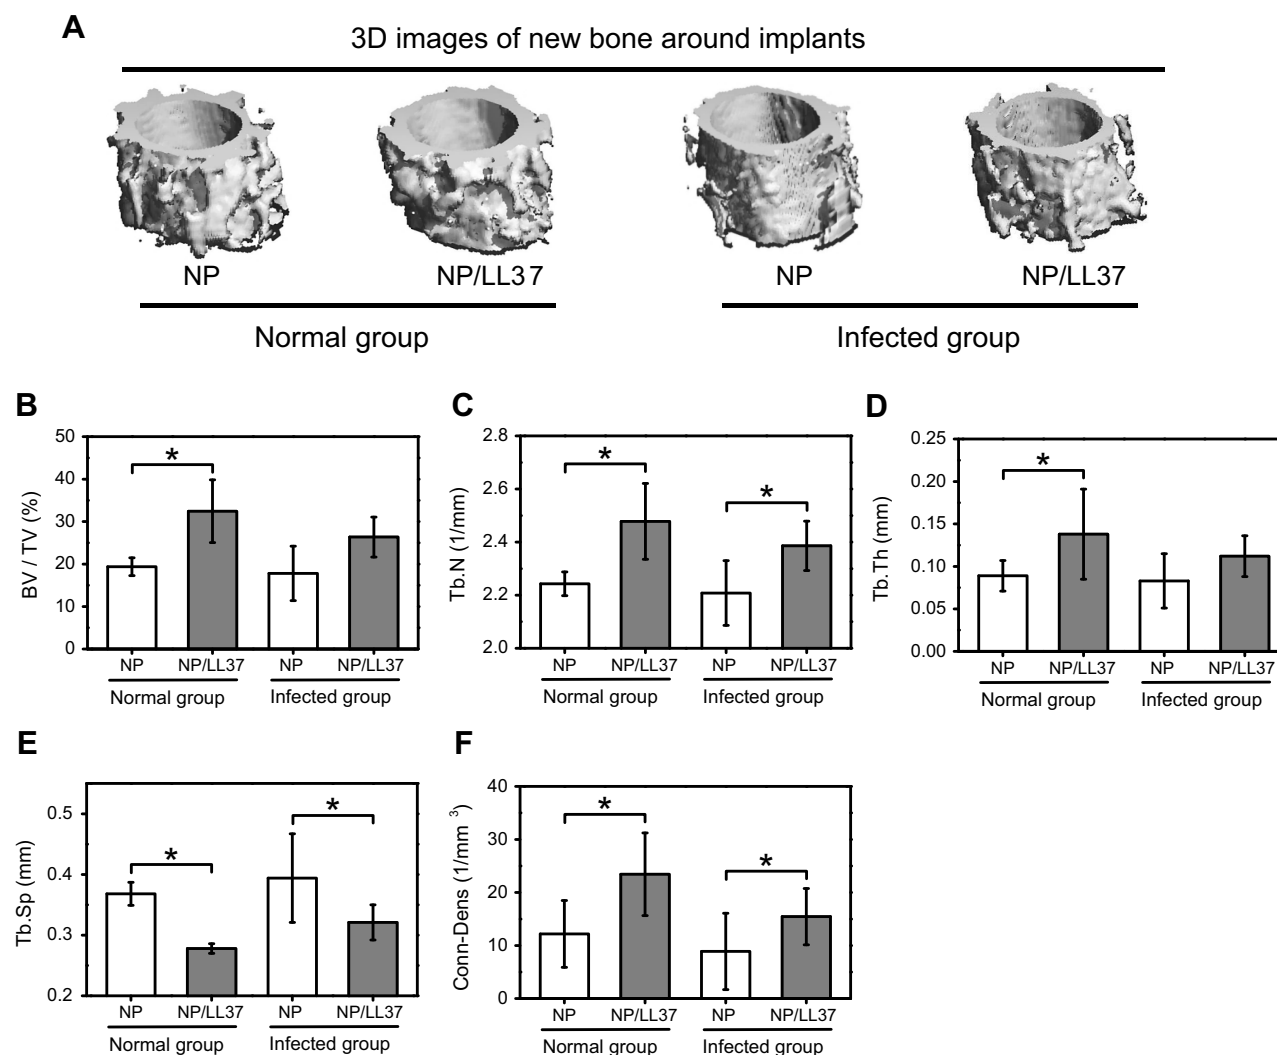 A
3D images of new bone around implants
NP
NP/LL37
NP
NP/LL37
Normal group
Infected group
B
BV / TV (%)
50
40
30
20
10
0
*
NP
NP/LL37
NP
NP/LL37
Normal group
Infected group
C
Tb.N (1/mm)
2.8
2.6
2.4
2.2
2.0
*
*
NP
NP/LL37
NP
NP/LL37
Normal group
Infected group
D
Tb.Th (mm)
0.25
0.20
0.15
0.10
0.05
0.00
*
NP
NP/LL37
NP
NP/LL37
Normal group
Infected group
E
Tb.Sp (mm)
0.5
0.4
0.3
0.2
*
*
NP
NP/LL37
NP
NP/LL37
Normal group
Infected group
F
Conn-Dens (1/mm ³)
40
30
20
10
0
*
*
NP
NP/LL37
NP
NP/LL37
Normal group
Infected group